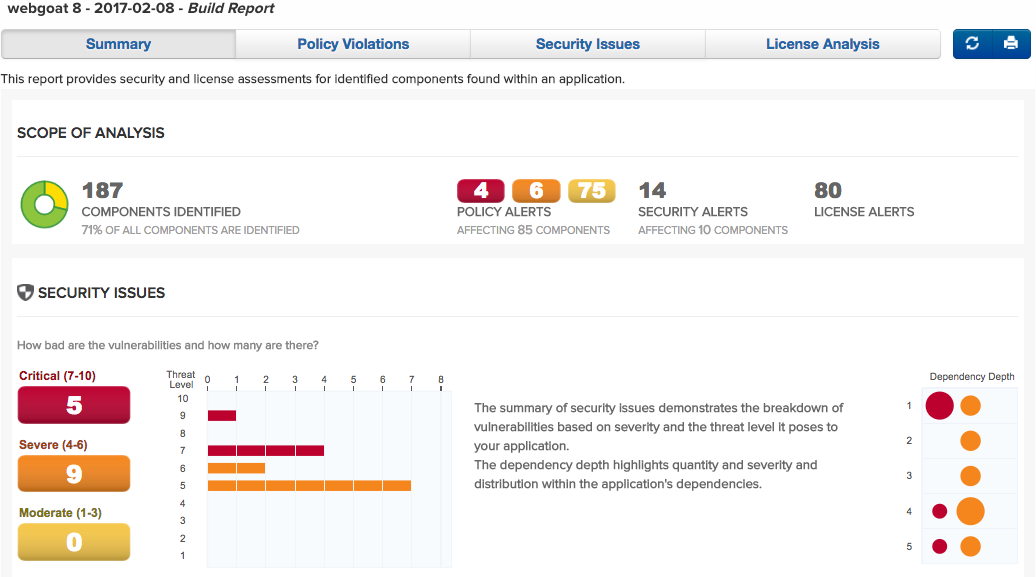 webgoat 8 - 2017-02-08 - Build Report
Summary
Policy Violations
Security Issues
License Analysis
This report provides security and license assessments for identified components found within an application.
SCOPE OF ANALYSIS
187
COMPONENTS IDENTIFIED
71% OF ALL COMPONENTS ARE IDENTIFIED
4 6 75
POLICY ALERTS
AFFECTING 85 COMPONENTS
14
SECURITY ALERTS
AFFECTING 10 COMPONENTS
80
LICENSE ALERTS
SECURITY ISSUES
How bad are the vulnerabilities and how many are there?
Critical (7-10)
5
Severe (4-6)
9
Moderate (1-3)
0
Threat
Level
0 1 2 3 4 5 6 7 8
10
9
8
7
6
5
4
3
2
1
The summary of security issues demonstrates the breakdown of
vulnerabilities based on severity and the threat level it poses to
your application.
The dependency depth highlights quantity and severity and
distribution within the application's dependencies.
Dependency Depth
1
2
3
4
5